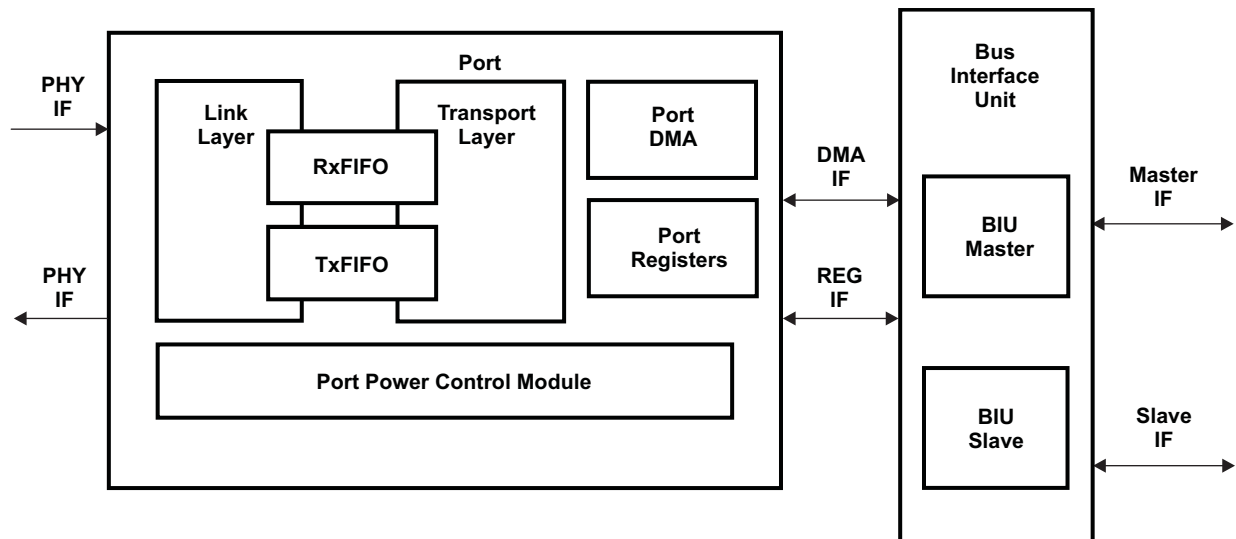 PHY
IF
PHY
IF
Port
Link
Layer
Transport
Layer
RxFIFO
TxFIFO
Port
DMA
Port
Registers
Port Power Control Module
DMA
IF
REG
IF
Bus
Interface
Unit
BIU
Master
BIU
Slave
Master
IF
Slave
IF